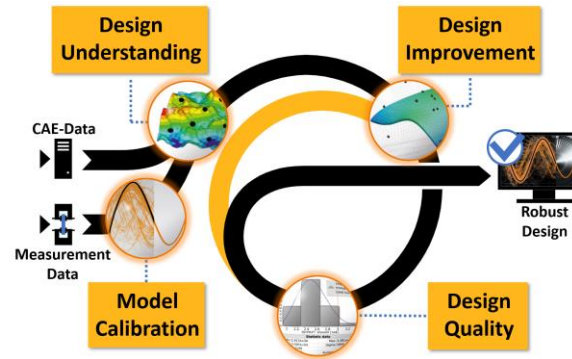 Design
Understanding
Design
Improvement
CAE-Data
Measurement
Data
Robust
Design
Model
Calibration
Design
Quality